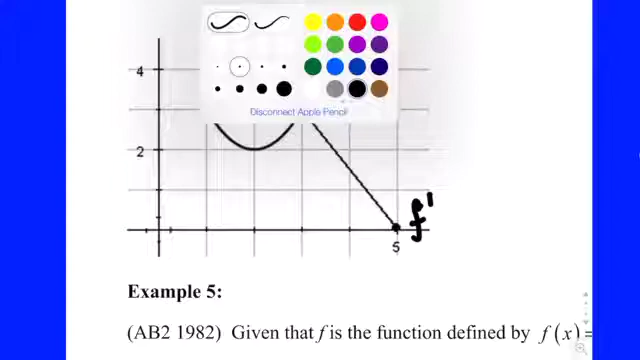 4
Disconnect Apple Pencil
2
f'
5
Example 5:
(AB2 1982) Given that f is the function defined by f(x) =